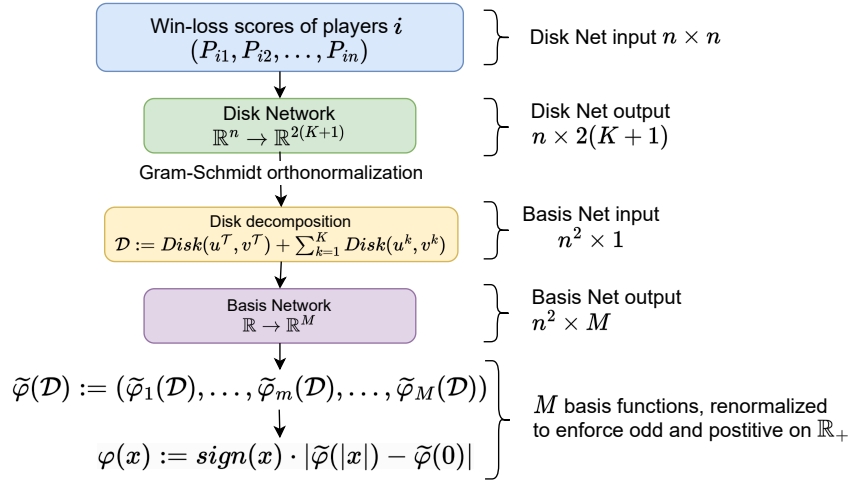 Win-loss scores of players i
(P_{i1}, P_{i2}, ..., P_{in})
Disk Net input n × n
Disk Network
ℝ^n → ℝ^{2(K+1)}
Disk Net output
n × 2(K + 1)
Gram-Schmidt orthonormalization
Disk decomposition
𝒟 := Disk(u^𝒯, v^𝒯) + ∑_{k=1}^{K} Disk(u^k, v^k)
Basis Net input
n² × 1
Basis Network
ℝ → ℝ^M
Basis Net output
n² × M
φ̃(𝒟) := (φ̃_1(𝒟), ..., φ̃_m(𝒟), ..., φ̃_M(𝒟))
φ(x) := sign(x) · |φ̃(|x|) − φ̃(0)|
M basis functions, renormalized
to enforce odd and postitive on ℝ_+